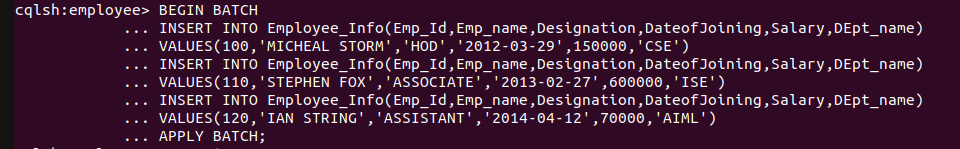 cqlsh:employee> BEGIN BATCH
... INSERT INTO Employee_Info(Emp_Id,Emp_name,Designation,DateofJoining,Salary,DEpt_name)
... VALUES(100,'MICHEAL STORM','HOD','2012-03-29',150000,'CSE')
... INSERT INTO Employee_Info(Emp_Id,Emp_name,Designation,DateofJoining,Salary,DEpt_name)
... VALUES(110,'STEPHEN FOX','ASSOCIATE','2013-02-27',600000,'ISE')
... INSERT INTO Employee_Info(Emp_Id,Emp_name,Designation,DateofJoining,Salary,DEpt_name)
... VALUES(120,'IAN STRING','ASSISTANT','2014-04-12',70000,'AIML')
... APPLY BATCH;